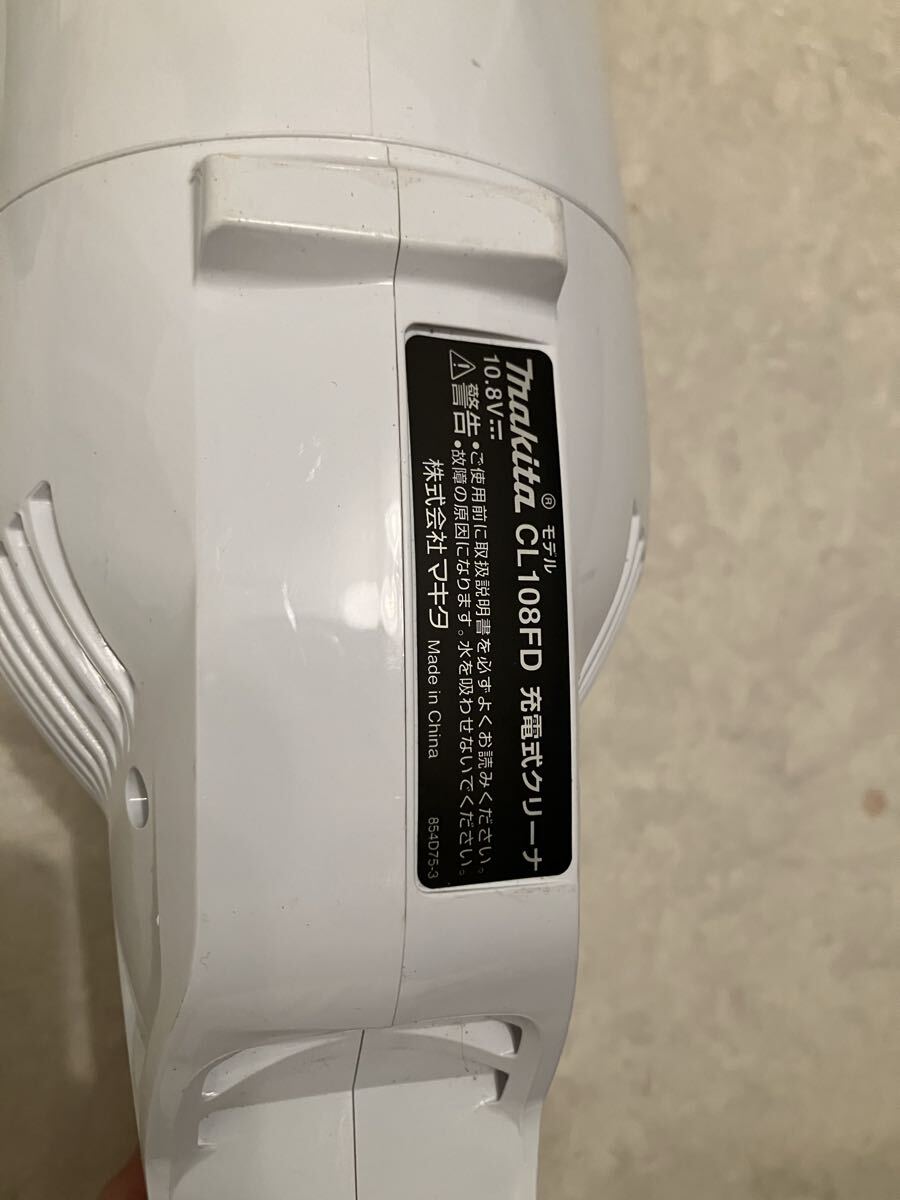 makita® モデル CL108FD 充電式クリーナ
10.8V⎓
⚠警告 •ご使用前に取扱説明書を必ずよくお読みください。
•故障の原因になります。水を吸わせないでください。
株式会社 マキタ Made in China 854D75-3